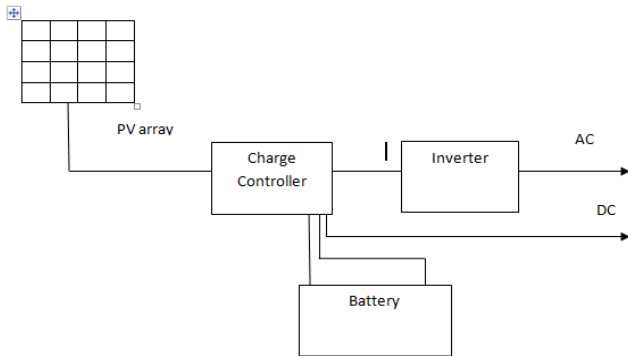 PV array
Charge
Controller
Inverter
AC
DC
Battery